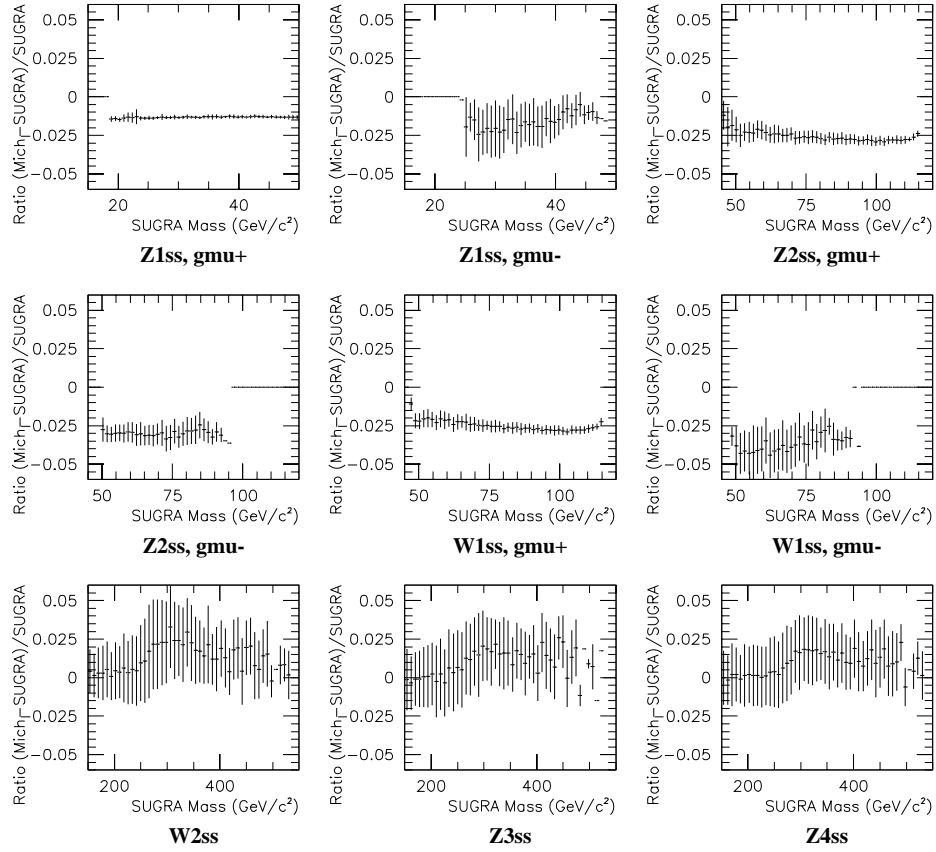 Ratio (Mich-SUGRA)/SUGRA
0.05
0.025
0
−0.025
−0.05
20
40
SUGRA Mass (GeV/c²)
Z1ss, gmu+
Ratio (Mich-SUGRA)/SUGRA
0.05
0.025
0
−0.025
−0.05
20
40
SUGRA Mass (GeV/c²)
Z1ss, gmu-
Ratio (Mich-SUGRA)/SUGRA
0.05
0.025
0
−0.025
−0.05
50
75
100
SUGRA Mass (GeV/c²)
Z2ss, gmu+
Ratio (Mich-SUGRA)/SUGRA
0.05
0.025
0
−0.025
−0.05
50
75
100
SUGRA Mass (GeV/c²)
Z2ss, gmu-
Ratio (Mich-SUGRA)/SUGRA
0.05
0.025
0
−0.025
−0.05
50
75
100
SUGRA Mass (GeV/c²)
W1ss, gmu+
Ratio (Mich-SUGRA)/SUGRA
0.05
0.025
0
−0.025
−0.05
50
75
100
SUGRA Mass (GeV/c²)
W1ss, gmu-
Ratio (Mich-SUGRA)/SUGRA
0.05
0.025
0
−0.025
−0.05
200
400
SUGRA Mass (GeV/c²)
W2ss
Ratio (Mich-SUGRA)/SUGRA
0.05
0.025
0
−0.025
−0.05
200
400
SUGRA Mass (GeV/c²)
Z3ss
Ratio (Mich-SUGRA)/SUGRA
0.05
0.025
0
−0.025
−0.05
200
400
SUGRA Mass (GeV/c²)
Z4ss